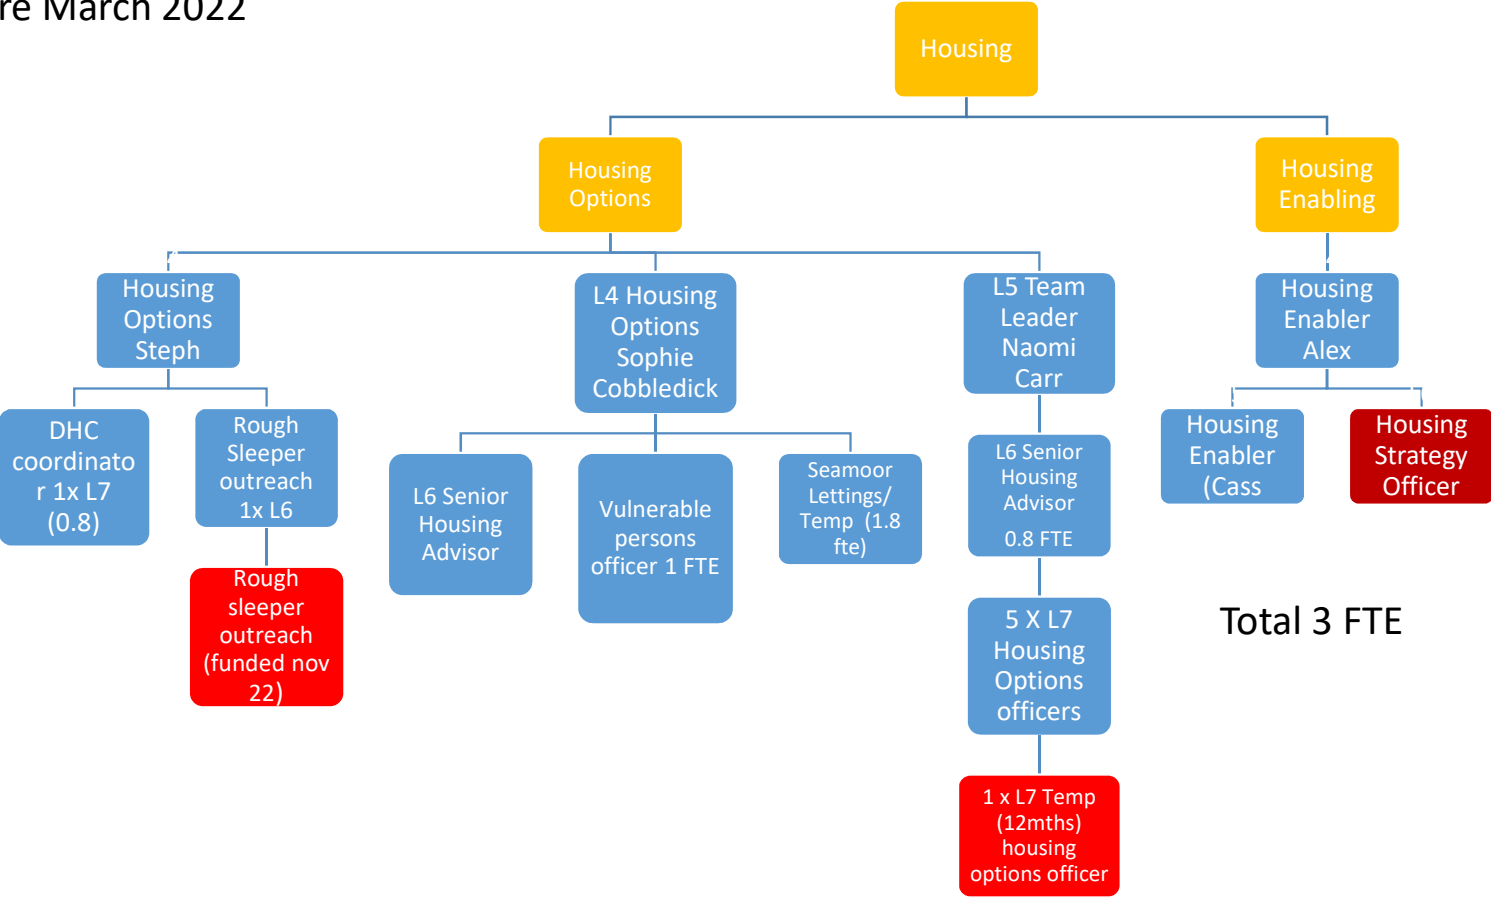 re March 2022
Housing
Housing
Options
Housing
Enabling
Housing
Options
Steph
L4 Housing
Options
Sophie
Cobbledick
L5 Team
Leader
Naomi
Carr
Housing
Enabler
Alex
DHC
coordinato
r 1x L7
(0.8)
Rough
Sleeper
outreach
1x L6
L6 Senior
Housing
Advisor
Vulnerable
persons
officer 1 FTE
Seamoor
Lettings/
Temp (1.8
fte)
L6 Senior
Housing
Advisor
0.8 FTE
Housing
Enabler
(Cass
Housing
Strategy
Officer
Rough
sleeper
outreach
(funded nov
22)
5 X L7
Housing
Options
officers
Total 3 FTE
1 x L7 Temp
(12mths)
housing
options officer